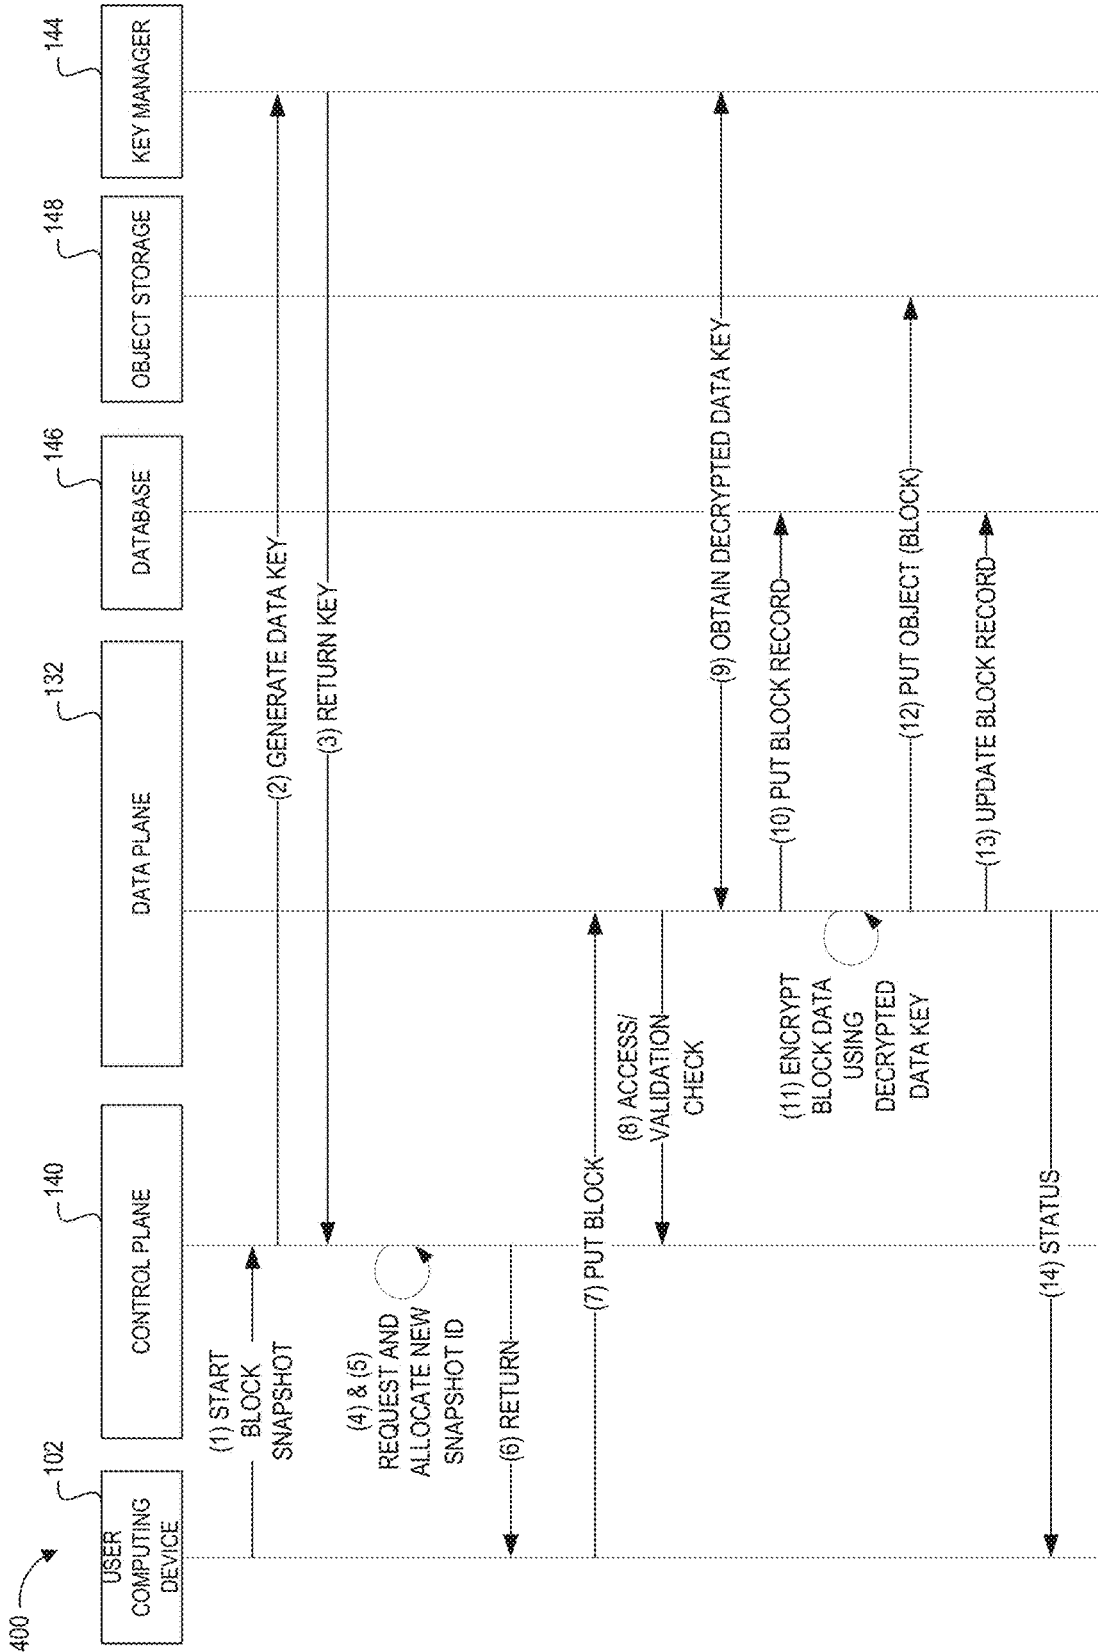 400
102
USER
COMPUTING
DEVICE
140
CONTROL PLANE
132
DATA PLANE
146
DATABASE
148
OBJECT STORAGE
144
KEY MANAGER
(1) START
BLOCK
SNAPSHOT
(2) GENERATE DATA KEY
(3) RETURN KEY
(4) & (5)
REQUEST AND
ALLOCATE NEW
SNAPSHOT ID
(6) RETURN
(7) PUT BLOCK
(8) ACCESS/
VALIDATION
CHECK
(9) OBTAIN DECRYPTED DATA KEY
(10) PUT BLOCK RECORD
(11) ENCRYPT
BLOCK DATA
USING
DECRYPTED
DATA KEY
(12) PUT OBJECT (BLOCK)
(13) UPDATE BLOCK RECORD
(14) STATUS